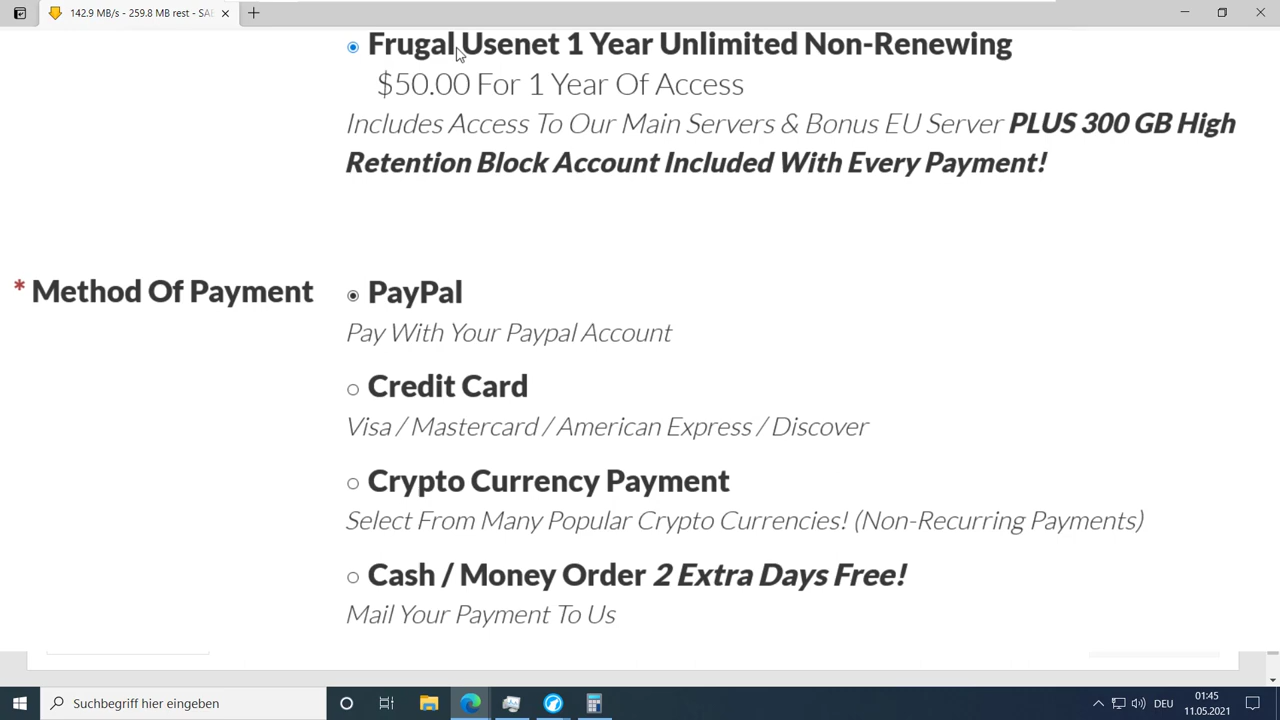 142.9 MB/s - 259.8 MB rest - SA
Frugal Usenet 1 Year Unlimited Non-Renewing
$50.00 For 1 Year Of Access
Includes Access To Our Main Servers & Bonus EU Server PLUS 300 GB High
Retention Block Account Included With Every Payment!
* Method Of Payment
PayPal
Pay With Your Paypal Account
Credit Card
Visa / Mastercard / American Express / Discover
Crypto Currency Payment
Select From Many Popular Crypto Currencies! (Non-Recurring Payments)
Cash / Money Order 2 Extra Days Free!
Mail Your Payment To Us
Suchbegriff hier eingeben
DEU
01:45
11.05.2021